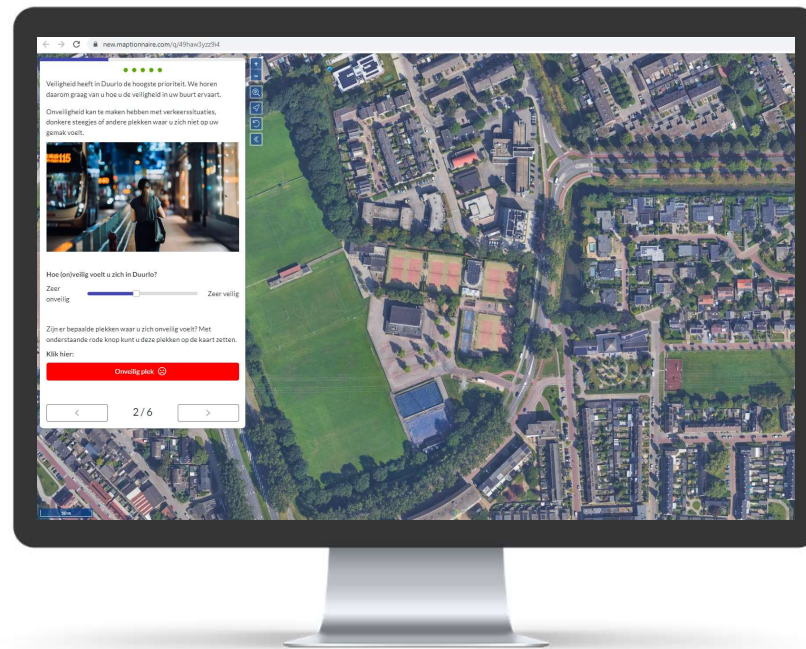 new.maptionnaire.com/q/49haw3yzz9i4
Veiligheid heeft in Duurlo de hoogste prioriteit. We horen
daarom graag van u hoe u de veiligheid in uw buurt ervaart.
Onveiligheid kan te maken hebben met verkeerssituaties,
donkere steegjes of andere plekken waar u zich niet op uw
gemak voelt.
115
Hoe (on)veilig voelt u zich in Duurlo?
Zeer
onveilig
Zeer veilig
Zijn er bepaalde plekken waar u zich onveilig voelt? Met
onderstaande rode knop kunt u deze plekken op de kaart zetten.
Klik hier:
Onveilig plek
2 / 6